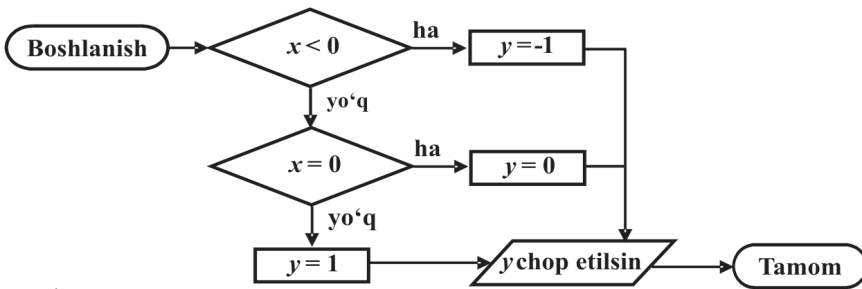 Boshlanish
x < 0
ha
y = -1
yo‘q
x = 0
ha
y = 0
yo‘q
y = 1
y chop etilsin
Tamom